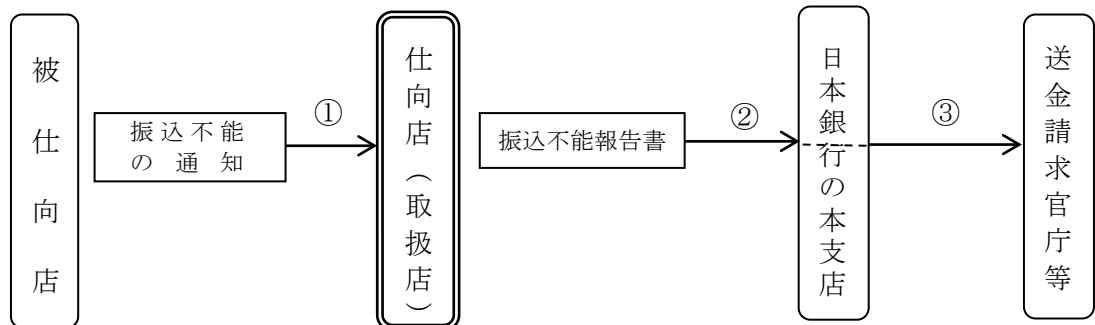 被仕向店
振込不能
の通知
①
仕向店（取扱店）
振込不能報告書
②
日本銀行の本支店
③
送金請求官庁等